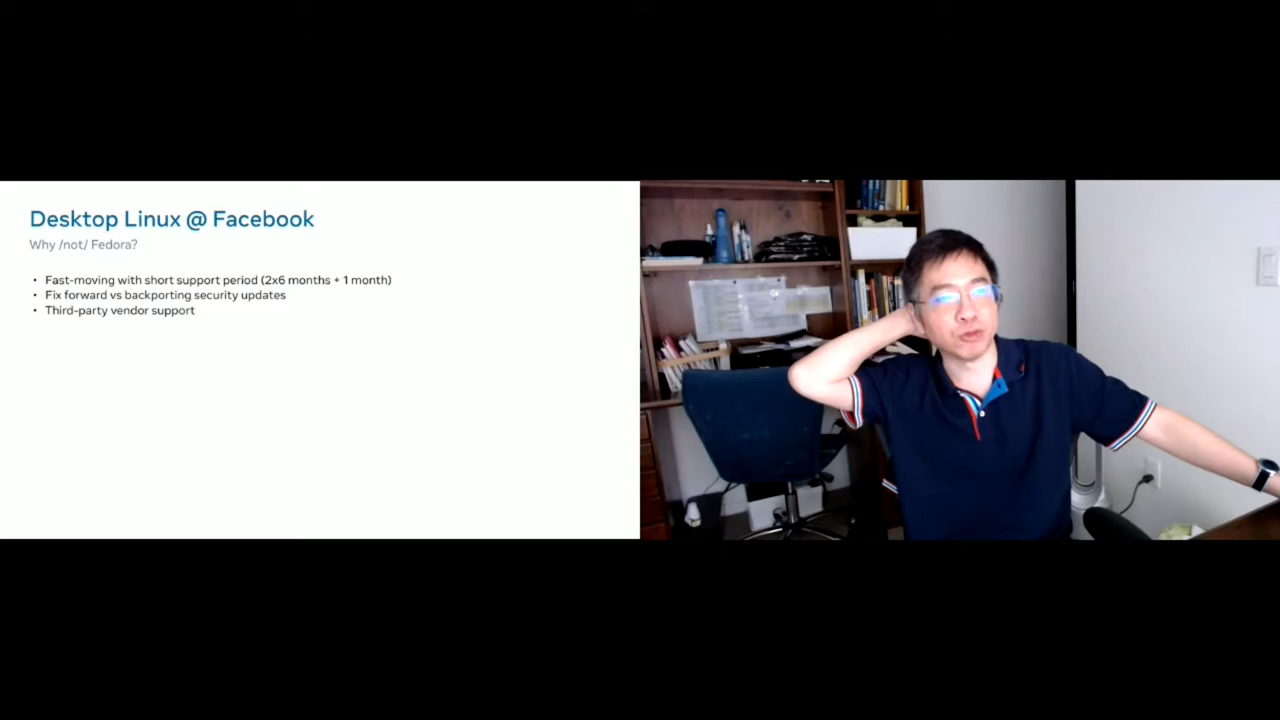 Desktop Linux @ Facebook
Why /not/ Fedora?
• Fast-moving with short support period (2x6 months + 1 month)
• Fix forward vs backporting security updates
• Third-party vendor support